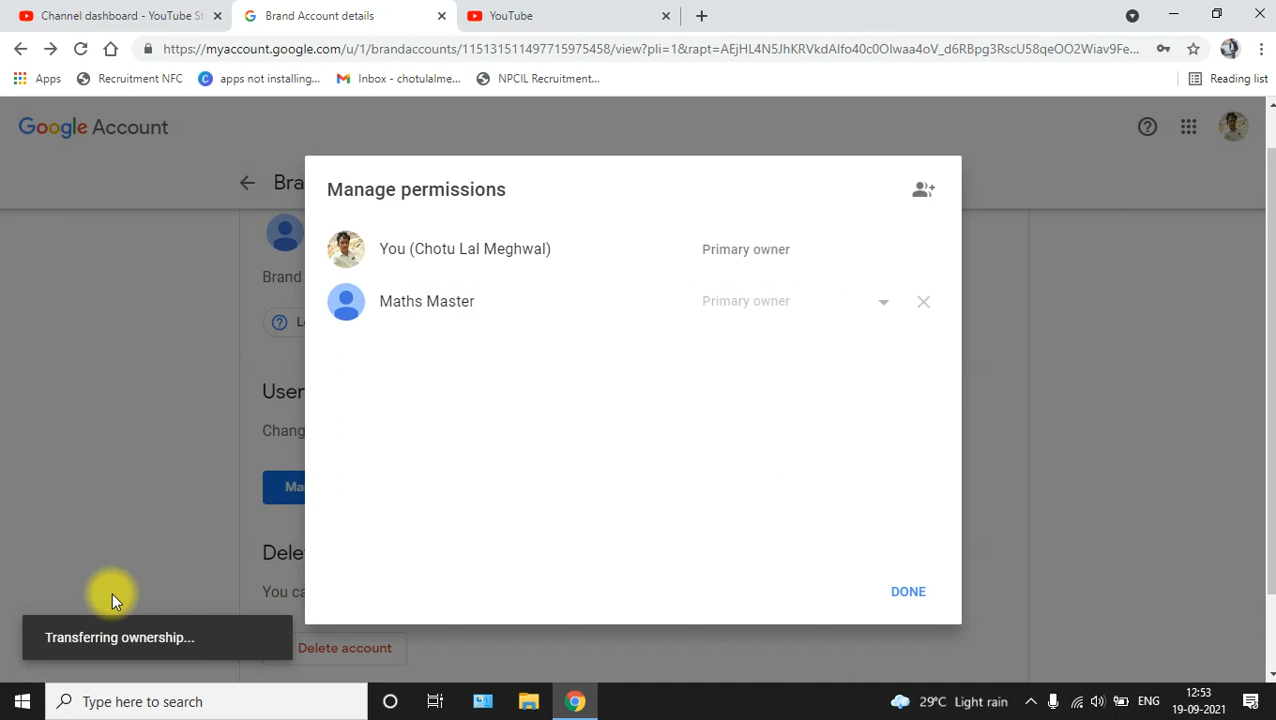 Channel dashboard - YouTube St
Brand Account details
YouTube
https://myaccount.google.com/u/1/brandaccounts/115131511497715975458/view?pli=1&rapt=AEjHL4N5JhKRVkdAlfo40c0Olwaa4oV_d6RBpg3RscU58qeOO2Wiav9Fe...
Apps
Recruitment NFC
apps not installing...
Inbox - chotulalme...
NPCIL Recruitment...
Reading list
Google Account
Bra
Manage permissions
You (Chotu Lal Meghwal)
Primary owner
Brand
Maths Master
Primary owner
User
Chang
Ma
Delet
You ca
DONE
Transferring ownership...
Delete account
Type here to search
29°C Light rain
ENG
12:53
19-09-2021